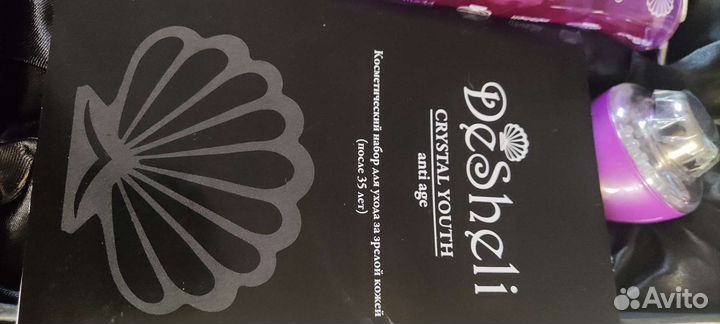 DeSheli
CRYSTAL YOUTH
anti age
Косметический набор для ухода за зрелой кожей
(после 35 лет)
Avito